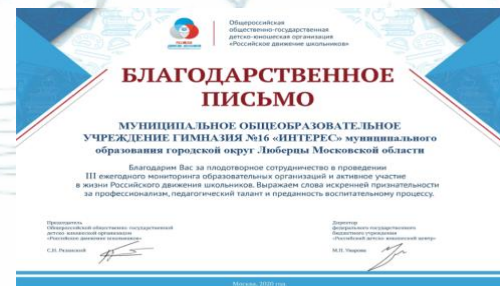 Общероссийская
общественно-государственная
детско-юношеская организация
«Российское движение школьников»
БЛАГОДАРСТВЕННОЕ
ПИСЬМО
МУНИЦИПАЛЬНОЕ ОБЩЕОБРАЗОВАТЕЛЬНОЕ
УЧРЕЖДЕНИЕ ГИМНАЗИЯ №16 «ИНТЕРЕС» муниципального
образования городской округ Люберцы Московской области
Благодарим Вас за плодотворное сотрудничество в проведении
III ежегодного мониторинга образовательных организаций и активное участие
в жизни Российского движения школьников. Выражаем слова искренней признательности
за профессионализм, педагогический талант и преданность воспитательному процессу.
Председатель
Общероссийской общественно-государственной
детско-юношеской организации
«Российское движение школьников»
С.Н. Рязанский
Директор
федерального государственного
бюджетного учреждения
«Российский детско-юношеский центр»
Москва, 2020 год